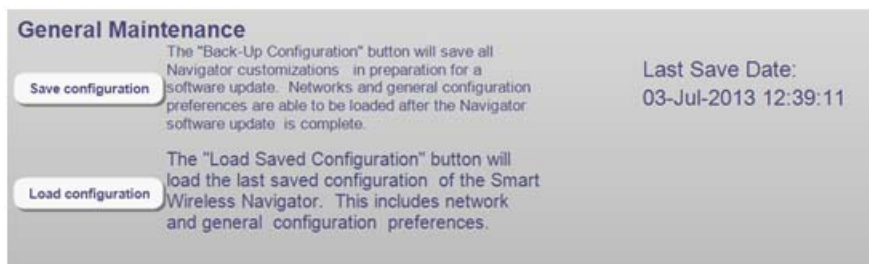 General Maintenance
The "Back-Up Configuration" button will save all
Navigator customizations in preparation for a
Save configuration
software update. Networks and general configuration
preferences are able to be loaded after the Navigator
software update is complete.
Last Save Date:
03-Jul-2013 12:39:11
The "Load Saved Configuration" button will
load the last saved configuration of the Smart
Load configuration
Wireless Navigator. This includes network
and general configuration preferences.